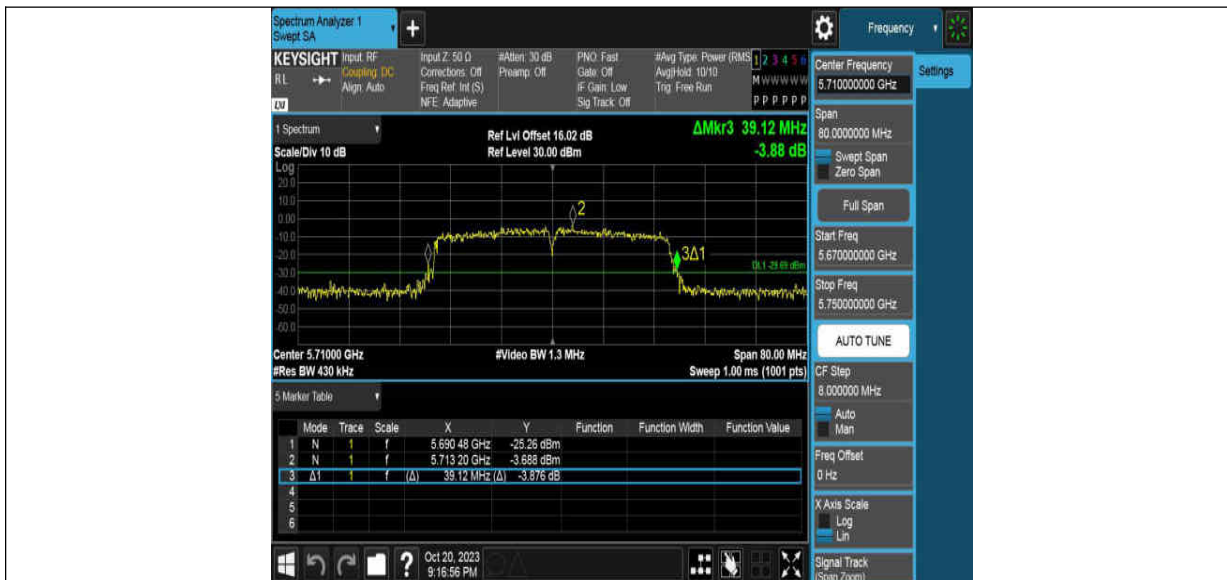 Spectrum Analyzer 1
Swept SA
+
Frequency
KEYSIGHT
RL
LXI
Input: RF
Coupling: DC
Align: Auto
Input Z: 50 Ω
Corrections: Off
Freq Ref: Int (S)
NFE: Adaptive
#Atten: 30 dB
Preamp: Off
PNO: Fast
Gate: Off
IF Gain: Low
Sig Track: Off
#Avg Type: Power (RMS
Avg|Hold: 10/10
Trig: Free Run
1 2 3 4 5 6
M W W W W W
P P P P P P
Center Frequency
5.710000000 GHz
Settings
Span
80.0000000 MHz
Swept Span
Zero Span
Full Span
Start Freq
5.670000000 GHz
Stop Freq
5.750000000 GHz
AUTO TUNE
CF Step
8.000000 MHz
Auto
Man
Freq Offset
0 Hz
X Axis Scale
Log
Lin
Signal Track
(Span Zoom)
1 Spectrum
Scale/Div 10 dB
Log
Ref Lvl Offset 16.02 dB
Ref Level 30.00 dBm
ΔMkr3 39.12 MHz
-3.88 dB
20.0
10.0
0.00
-10.0
-20.0
-30.0
-40.0
-50.0
-60.0
2
3Δ1
DL1 -29.69 dBm
Center 5.71000 GHz
#Res BW 430 kHz
#Video BW 1.3 MHz
Span 80.00 MHz
Sweep 1.00 ms (1001 pts)
5 Marker Table
Mode Trace Scale X Y Function Function Width Function Value
1 N 1 f 5.690 48 GHz -25.26 dBm
2 N 1 f 5.713 20 GHz -3.688 dBm
3 Δ1 1 f (Δ) 39.12 MHz (Δ) -3.876 dB
4
5
6
?
Oct 20, 2023
9:16:56 PM